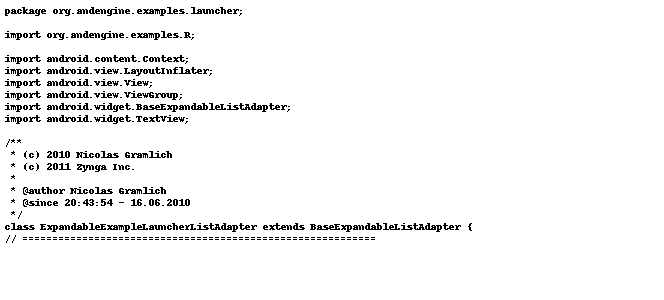 package org.andengine.examples.launcher;

import org.andengine.examples.R;

import android.content.Context;
import android.view.LayoutInflater;
import android.view.View;
import android.view.ViewGroup;
import android.widget.BaseExpandableListAdapter;
import android.widget.TextView;

/**
 * (c) 2010 Nicolas Gramlich
 * (c) 2011 Zynga Inc.
 *
 * @author Nicolas Gramlich
 * @since 20:43:54 - 16.06.2010
 */
class ExpandableExampleLauncherListAdapter extends BaseExpandableListAdapter {
// ===========================================================